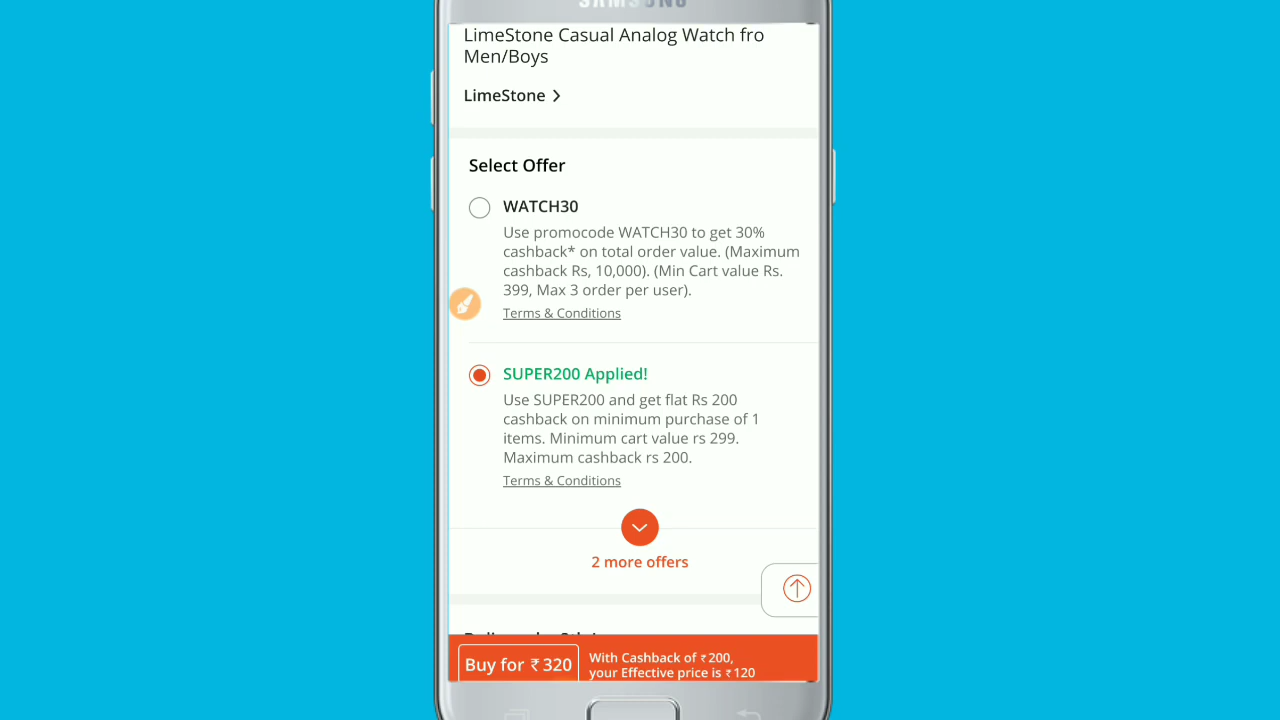 SAMSUNG
LimeStone Casual Analog Watch fro
Men/Boys
LimeStone
Select Offer
WATCH30
Use promocode WATCH30 to get 30%
cashback* on total order value. (Maximum
cashback Rs, 10,000). (Min Cart value Rs.
399, Max 3 order per user).
Terms & Conditions
SUPER200 Applied!
Use SUPER200 and get flat Rs 200
cashback on minimum purchase of 1
items. Minimum cart value rs 299.
Maximum cashback rs 200.
Terms & Conditions
2 more offers
Buy for ₹ 320
With Cashback of ₹ 200,
your Effective price is ₹ 120